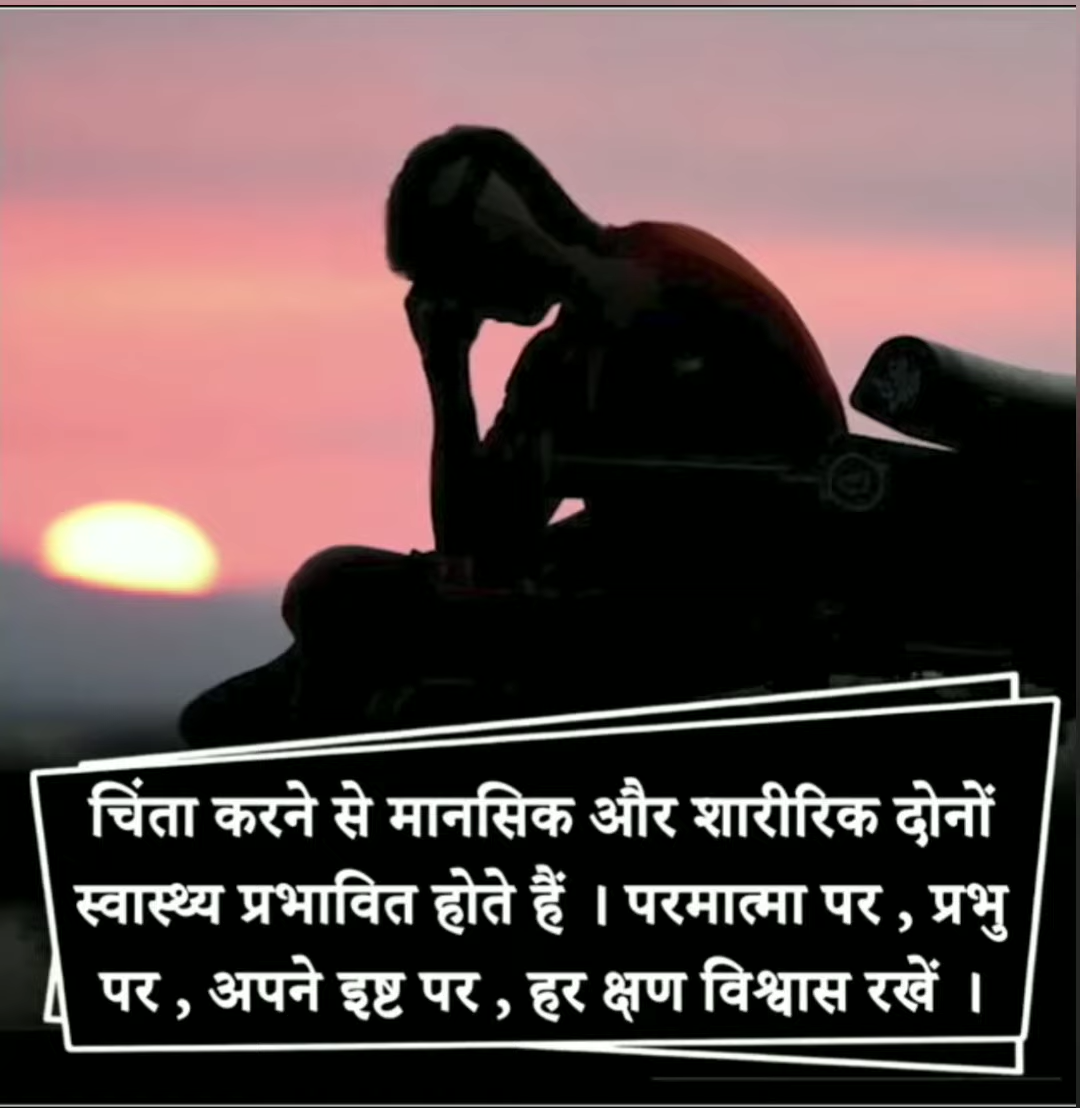 चिंता करने से मानसिक और शारीरिक दोनों
स्वास्थ्य प्रभावित होते हैं । परमात्मा पर , प्रभु
पर , अपने इष्ट पर , हर क्षण विश्वास रखें ।